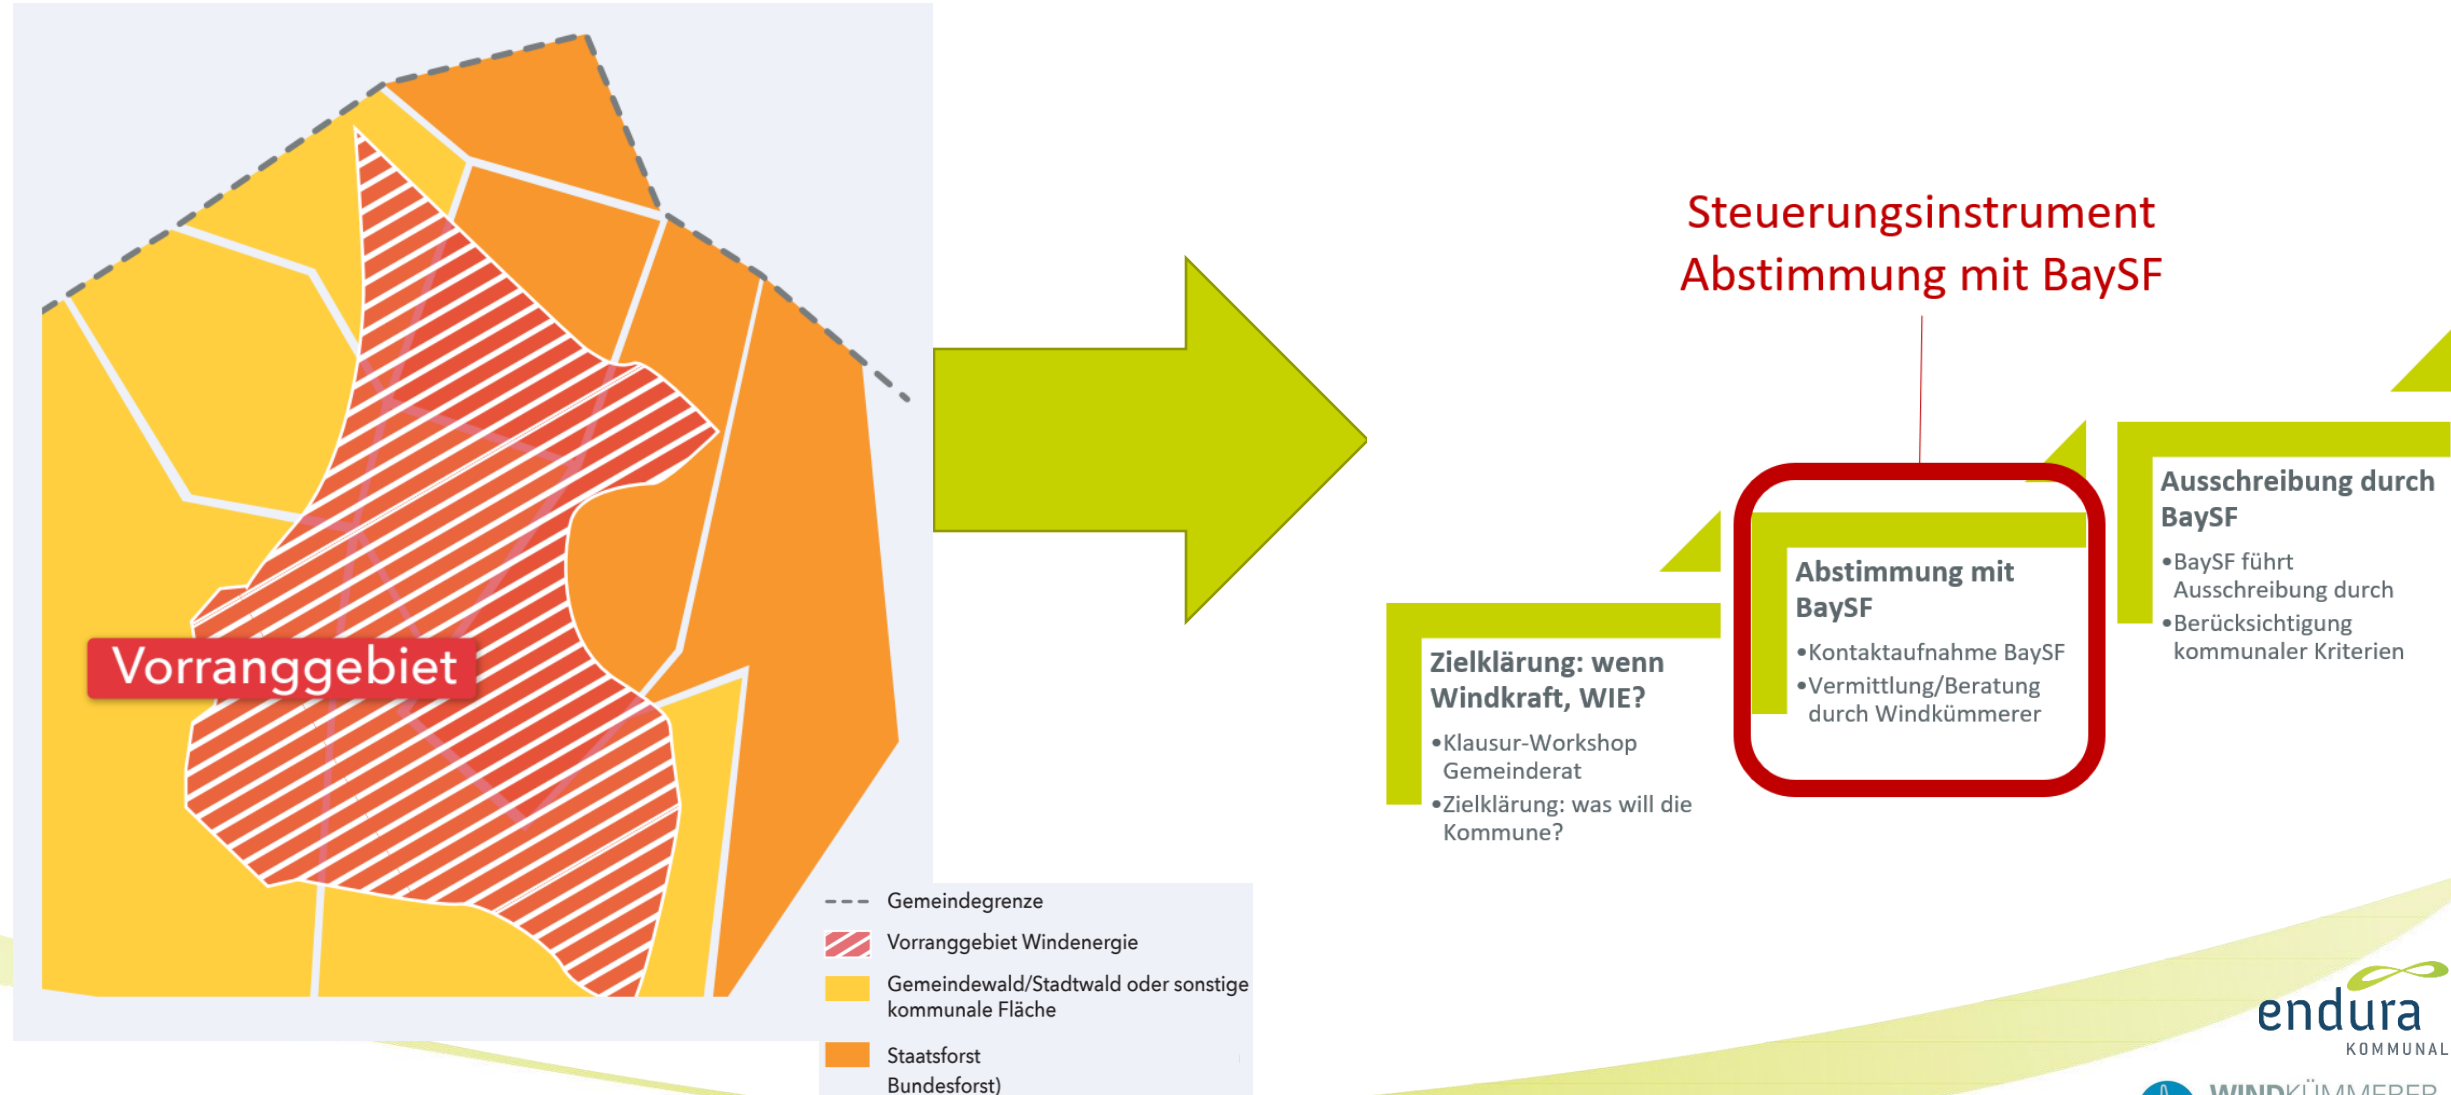 Vorranggebiet
Gemeindegrenze
Vorranggebiet Windenergie
Gemeindewald/Stadtwald oder sonstige
kommunale Fläche
Staatsforst
Bundesforst)
Steuerungsinstrument
Abstimmung mit BaySF
Zielklärung: wenn
Windkraft, WIE?
•Klausur-Workshop
Gemeinderat
•Zielklärung: was will die
Kommune?
Abstimmung mit
BaySF
•Kontaktaufnahme BaySF
•Vermittlung/Beratung
durch Windkümmerer
Ausschreibung durch
BaySF
•BaySF führt
Ausschreibung durch
•Berücksichtigung
kommunaler Kriterien
endura
KOMMUNAL
WINDKÜMMERER